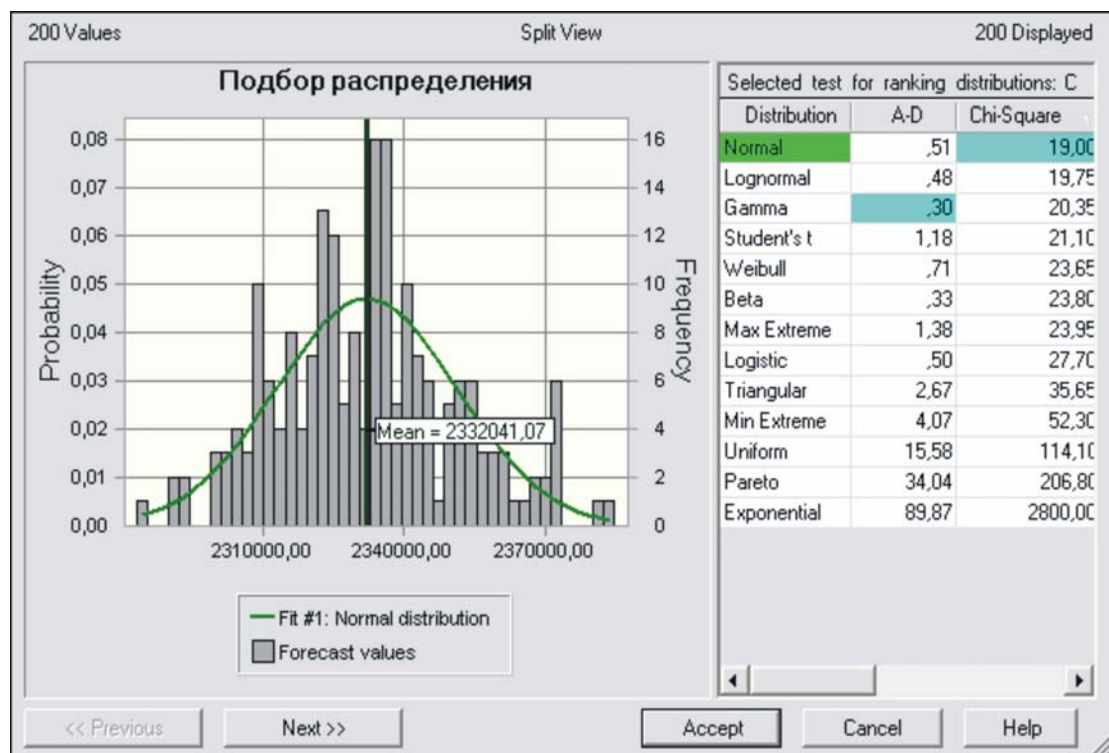 200 Values
Split View
200 Displayed
Подбор распределения
Probability
0,08
0,07
0,06
0,05
0,04
0,03
0,02
0,01
0,00
16
14
12
10
8
6
4
2
0
Frequency
Mean = 2332041,07
2310000,00 2340000,00 2370000,00
Fit #1: Normal distribution
Forecast values
Selected test for ranking distributions: C
Distribution A-D Chi-Square
Normal ,51 19,00
Lognormal ,48 19,75
Gamma ,30 20,35
Student's t 1,18 21,10
Weibull ,71 23,65
Beta ,33 23,80
Max Extreme 1,38 23,95
Logistic ,50 27,70
Triangular 2,67 35,65
Min Extreme 4,07 52,30
Uniform 15,58 114,10
Pareto 34,04 206,80
Exponential 89,87 2800,00
<< Previous
Next >>
Accept
Cancel
Help